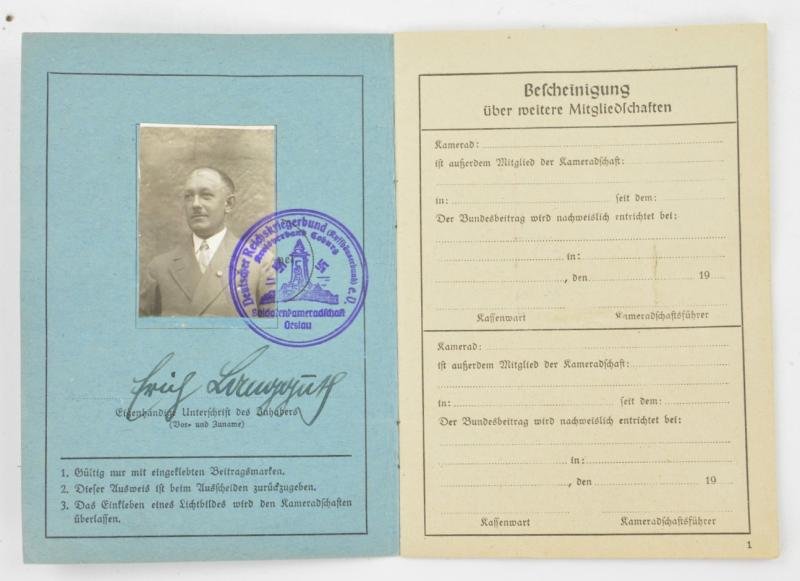 Deutscher Reichskriegerbund (Kyffhäuserbund) e.V.
Kreisverband Coburg
Soldatenkameradschaft
Oeslau
Erich Langguth
Eigenhändige Unterschrift des Inhabers
(Vor- und Zuname)
1. Gültig nur mit eingeklebten Beitragsmarken.
2. Dieser Ausweis ist beim Ausscheiden zurückzugeben.
3. Das Einkleben eines Lichtbildes wird den Kameradschaften
überlassen.
Bescheinigung
über weitere Mitgliedschaften
Kamerad:
ist außerdem Mitglied der Kameradschaft:
in: seit dem:
Der Bundesbeitrag wird nachweislich entrichtet bei:
in:
, den 19
Kassenwart Kameradschaftsführer
Kamerad:
ist außerdem Mitglied der Kameradschaft:
in: seit dem:
Der Bundesbeitrag wird nachweislich entrichtet bei:
in:
, den 19
Kassenwart Kameradschaftsführer
1